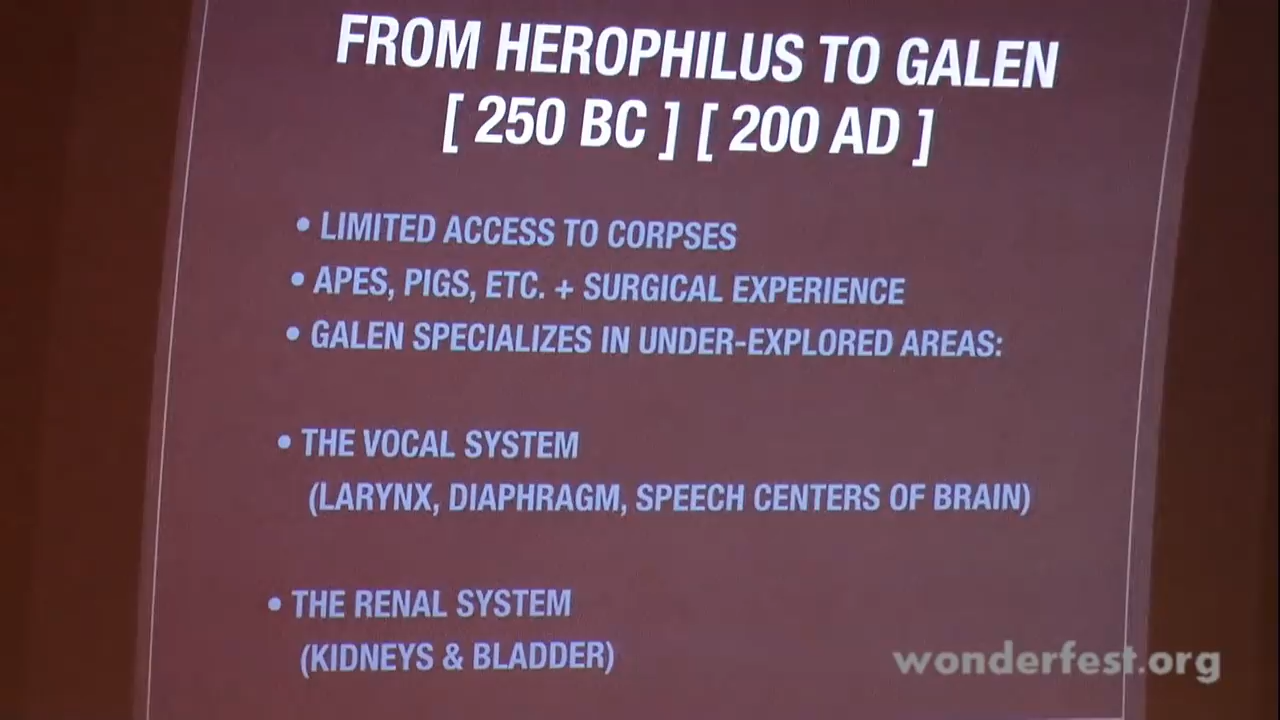 FROM HEROPHILUS TO GALEN
[ 250 BC ] [ 200 AD ]
• LIMITED ACCESS TO CORPSES
• APES, PIGS, ETC. + SURGICAL EXPERIENCE
• GALEN SPECIALIZES IN UNDER-EXPLORED AREAS:
• THE VOCAL SYSTEM
(LARYNX, DIAPHRAGM, SPEECH CENTERS OF BRAIN)
• THE RENAL SYSTEM
(KIDNEYS & BLADDER)
wonderfest.org